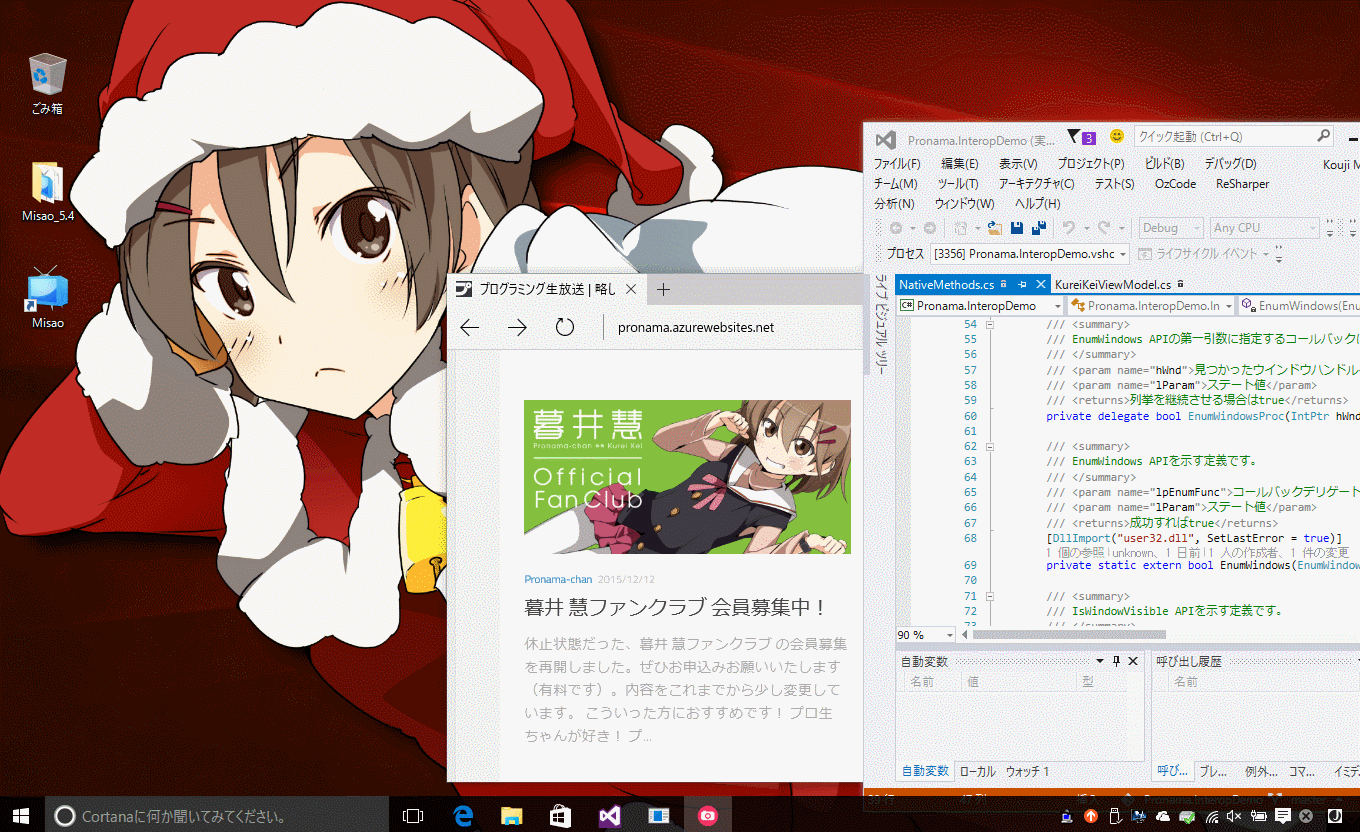 ごみ箱
Misao_5.4
Misao
プログラミング生放送 | 略し
pronama.azurewebsites.net
暮井慧
Pronama-chan ** Kurei Kei
Official
Fan Club
Pronama-chan 2015/12/12
暮井 慧ファンクラブ 会員募集中！
休止状態だった、暮井 慧ファンクラブ の会員募集
を再開しました。ぜひお申込みお願いいたします
（有料です）。内容をこれまでから少し変更して
います。 こういった方におすすめです！ プロ生
ちゃんが好き！ プ...
Pronama.InteropDemo (実...
3
クイック起動 (Ctrl+Q)
ファイル(F) 編集(E) 表示(V) プロジェクト(P) ビルド(B) デバッグ(D) Kouji M
チーム(M) ツール(T) アーキテクチャ(C) テスト(S) OzCode ReSharper
分析(N) ウィンドウ(W) ヘルプ(H)
Debug Any CPU
プロセス [3356] Pronama.InteropDemo.vshc ライフサイクル イベント
ライブ ビジュアル ツリー
NativeMethods.cs KureiKeiViewModel.cs
Pronama.InteropDemo Pronama.InteropDemo.In EnumWindows(Enu
54 /// <summary>
55 /// EnumWindows APIの第一引数に指定するコールバック
56 /// </summary>
57 /// <param name="hWnd">見つかったウインドウハンドル
58 /// <param name="lParam">ステート値</param>
59 /// <returns>列挙を継続させる場合はtrue</returns>
60 private delegate bool EnumWindowsProc(IntPtr hWnd
61
62 /// <summary>
63 /// EnumWindows APIを示す定義です。
64 /// </summary>
65 /// <param name="lpEnumFunc">コールバックデリゲート
66 /// <param name="lParam">ステート値</param>
67 /// <returns>成功すればtrue</returns>
68 [DllImport("user32.dll", SetLastError = true)]
1 個の参照|unknown、1 日前|1 人の作成者、1 件の変更
69 private static extern bool EnumWindows(EnumWindow
70
71 /// <summary>
72 /// IsWindowVisible APIを示す定義です。
73 /// </summary>
90 %
自動変数
名前 値 型
呼び出し履歴
名前
自動変数 ローカル ウォッチ 1
呼び... ブレ... 例外... コマ... イミデ
39 行 47 列 挿入 Pronama.InteropDemo master
Cortanaに何か聞いてみてください。